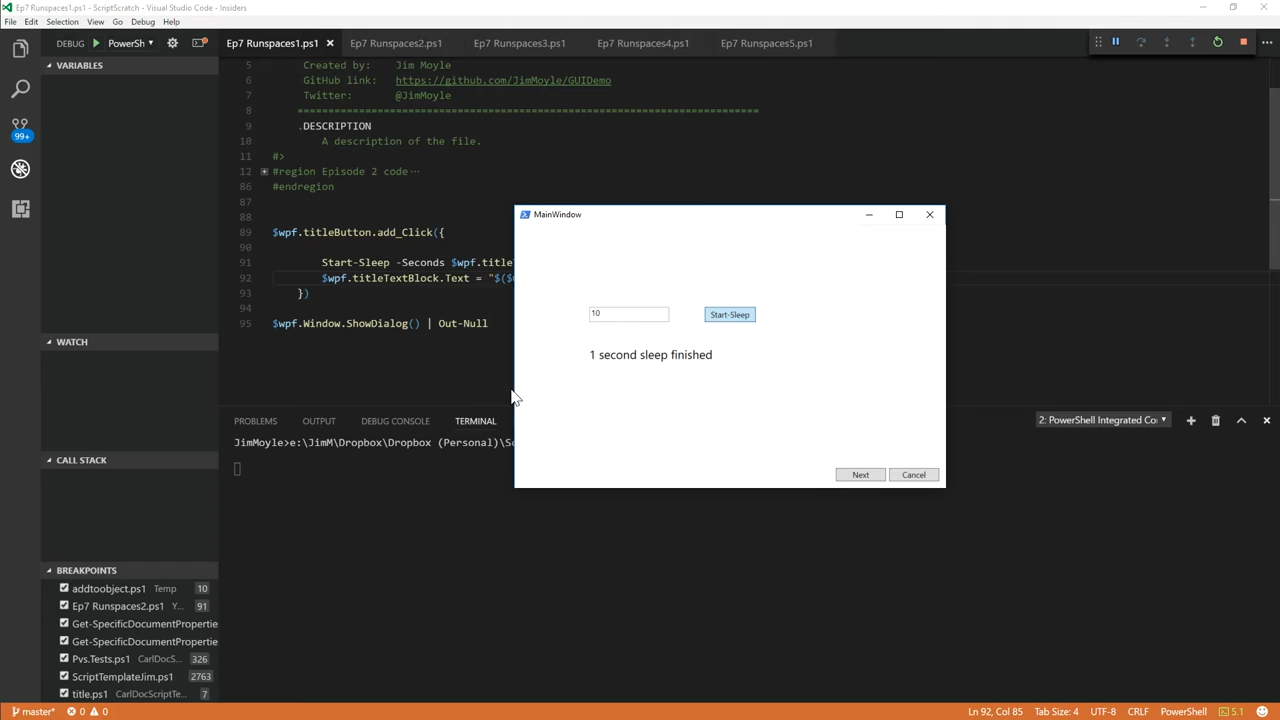 Ep7 Runspaces1.ps1 - ScriptScratch - Visual Studio Code - Insiders
File Edit Selection View Go Debug Help
DEBUG PowerSh
Ep7 Runspaces1.ps1 Ep7 Runspaces2.ps1 Ep7 Runspaces3.ps1 Ep7 Runspaces4.ps1 Ep7 Runspaces5.ps1
VARIABLES
WATCH
CALL STACK
BREAKPOINTS
addtoobject.ps1 Temp 10
Ep7 Runspaces2.ps1 Y... 91
Get-SpecificDocumentPropertie
Get-SpecificDocumentPropertie
Pvs.Tests.ps1 CarlDocS... 326
ScriptTemplateJim.ps1 2763
title.ps1 CarlDocScriptTe... 7
99+
5 Created by: Jim Moyle
6 GitHub link: https://github.com/JimMoyle/GUIDemo
7 Twitter: @JimMoyle
8 ============================================================
9 .DESCRIPTION
10 A description of the file.
11 #>
12 #region Episode 2 code...
86 #endregion
87
88
89 $wpf.titleButton.add_Click({
90
91 Start-Sleep -Seconds $wpf.title
92 $wpf.titleTextBlock.Text = "$($
93 })
94
95 $wpf.Window.ShowDialog() | Out-Null
MainWindow
10 Start-Sleep
1 second sleep finished
Next Cancel
PROBLEMS OUTPUT DEBUG CONSOLE TERMINAL 2: PowerShell Integrated Co
JimMoyle>e:\JimM\Dropbox\Dropbox (Personal)\Sc
master* 0 0 Ln 92, Col 85 Tab Size: 4 UTF-8 CRLF PowerShell 5.1